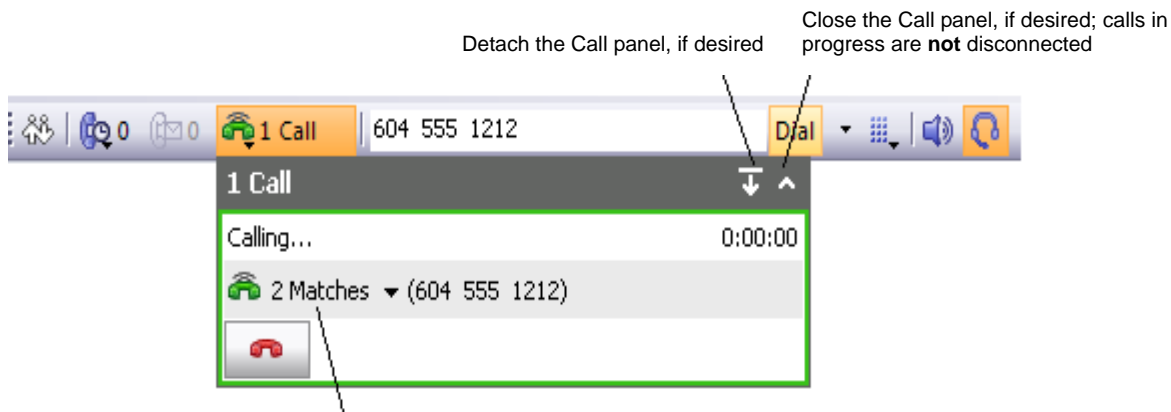 Close the Call panel, if desired; calls in
Detach the Call panel, if desired
progress are not disconnected
0 0 1 Call 604 555 1212 Dial
1 Call
Calling... 0:00:00
2 Matches (604 555 1212)